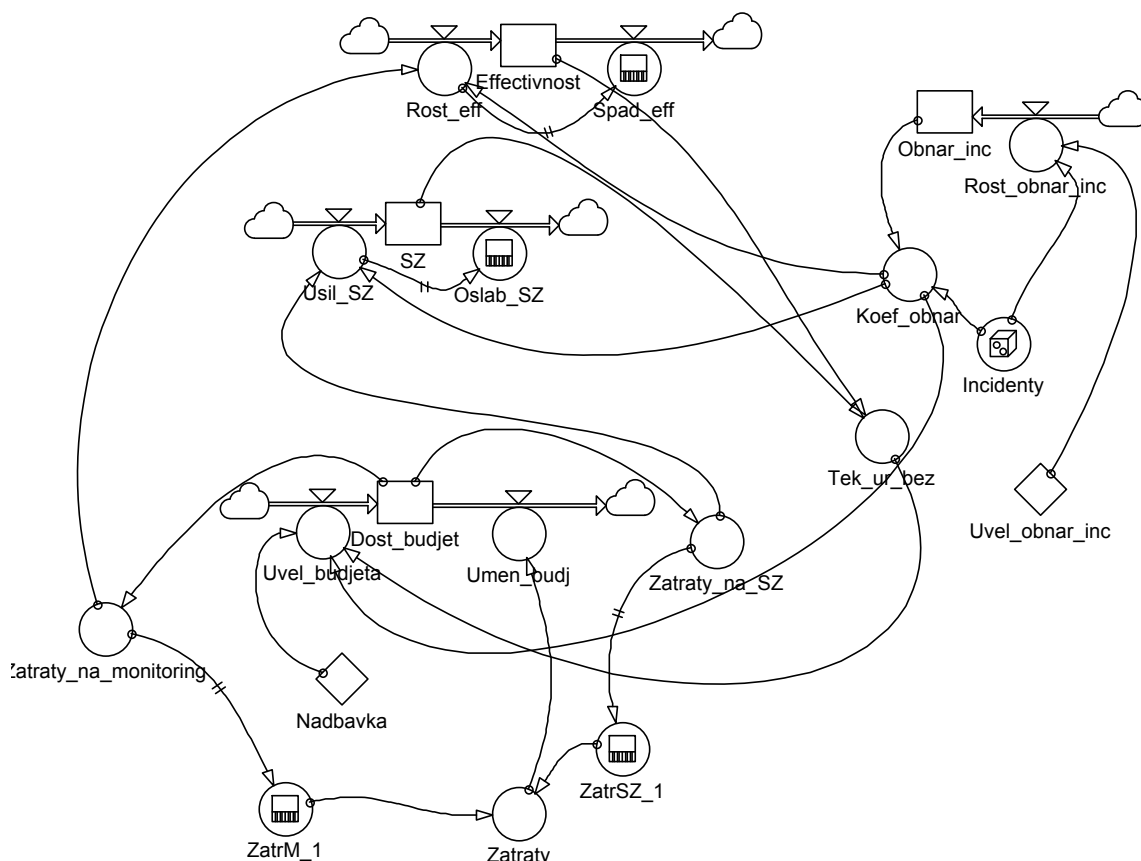 Effectivnost
Rost_eff
Spad_eff
Obnar_inc
Rost_obnar_inc
SZ
Usil_SZ
Oslab_SZ
Koef_obnar
Incidenty
Tek_ur_bez
Uvel_obnar_inc
Dost_budjet
Uvel_budjeta
Umen_budj
Zatraty_na_SZ
Zatraty_na_monitoring
Nadbavka
ZatrSZ_1
ZatrM_1
Zatraty